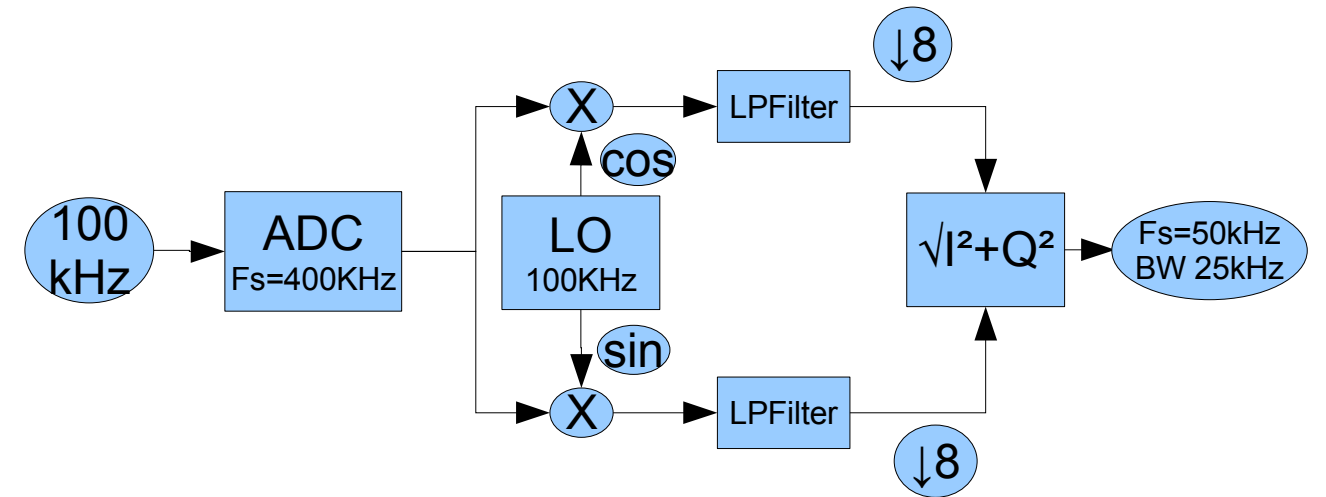 ↓8
X
LPFilter
cos
100
kHz
ADC
Fs=400KHz
LO
100KHz
√I²+Q²
Fs=50kHz
BW 25kHz
sin
X
LPFilter
↓8